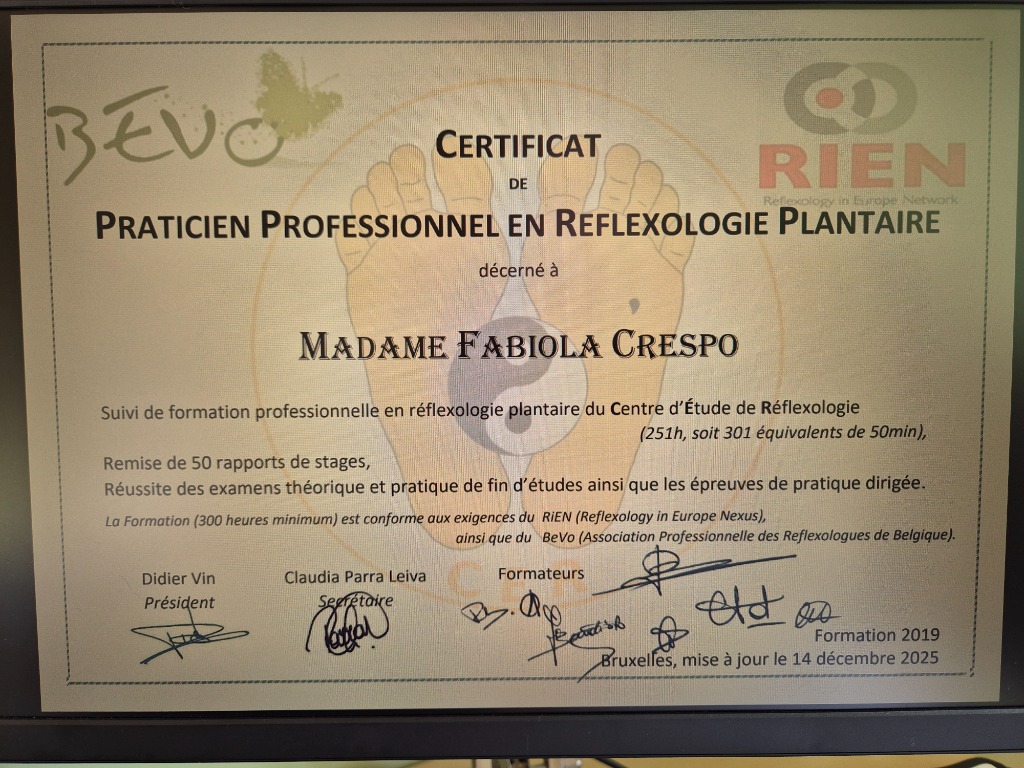 BEVO
RIEN
Reflexology in Europe Network
CERTIFICAT
DE
PRATICIEN PROFESSIONNEL EN REFLEXOLOGIE PLANTAIRE
décerné à
MADAME FABIOLA CRESPO
Suivi de formation professionnelle en réflexologie plantaire du Centre d'Étude de Réflexologie
(251h, soit 301 équivalents de 50min),
Remise de 50 rapports de stages,
Réussite des examens théorique et pratique de fin d'études ainsi que les épreuves de pratique dirigée.
La Formation (300 heures minimum) est conforme aux exigences du RiEN (Reflexology in Europe Nexus),
ainsi que du BeVo (Association Professionnelle des Reflexologues de Belgique).
CER
Didier Vin
Président
Claudia Parra Leiva
Secrétaire
Formateurs
Formation 2019
Bruxelles, mise à jour le 14 décembre 2025